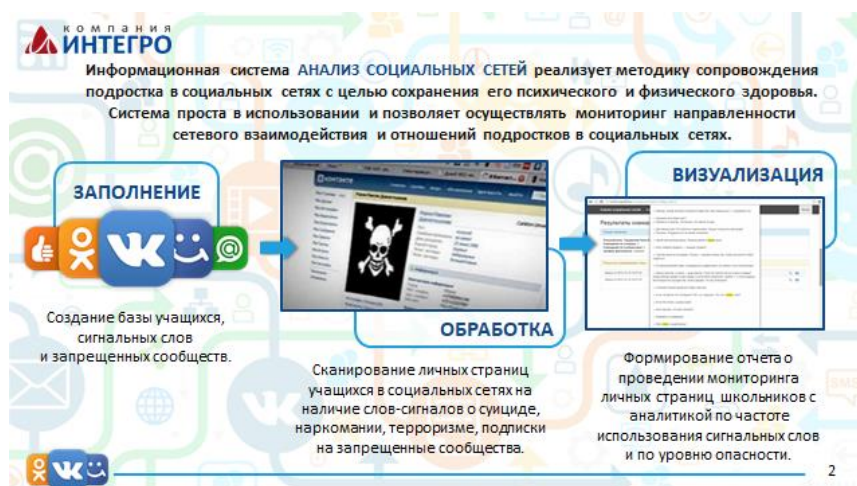 компания
ИНТЕГРО
Информационная система АНАЛИЗ СОЦИАЛЬНЫХ СЕТЕЙ реализует методику сопровождения
подростка в социальных сетях с целью сохранения его психического и физического здоровья.
Система проста в использовании и позволяет осуществлять мониторинг направленности
сетевого взаимодействия и отношений подростков в социальных сетях.
ЗАПОЛНЕНИЕ
Создание базы учащихся,
сигнальных слов
и запрещенных сообществ.
контакте
ОБРАБОТКА
Сканирование личных страниц
учащихся в социальных сетях на
наличие слов-сигналов о суициде,
наркомании, терроризме, подписки
на запрещенные сообщества.
ВИЗУАЛИЗАЦИЯ
Результаты
Формирование отчета о
проведении мониторинга
личных страниц школьников с
аналитикой по частоте
использования сигнальных слов
и по уровню опасности.
SMS
2